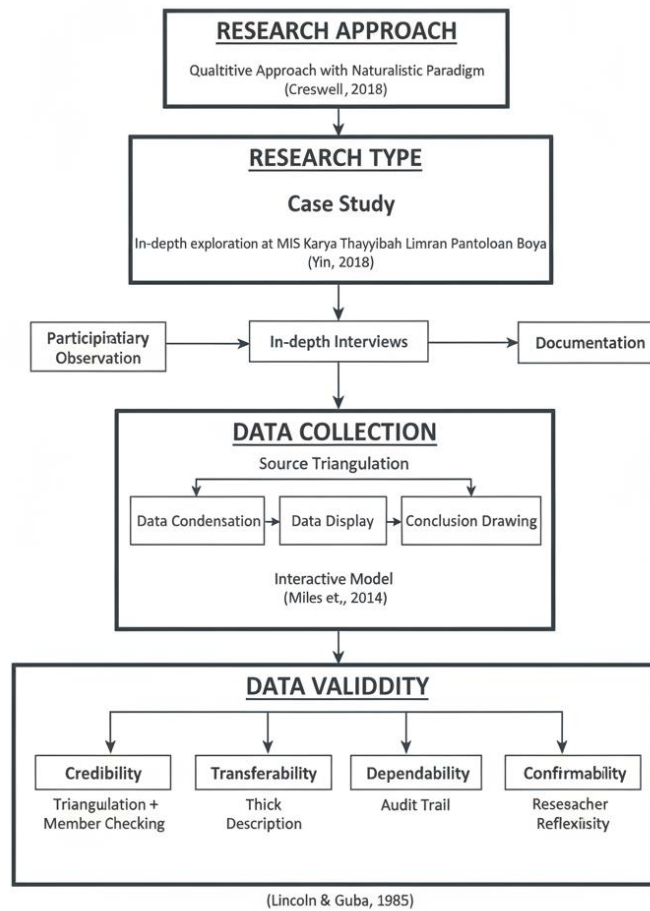 RESEARCH APPROACH
Qualtitive Approach with Naturalistic Paradigm
(Creswell, 2018)
RESEARCH TYPE
Case Study
In-depth exploration at MIS Karya Thayyibah Limran Pantoloan Boya
(Yin, 2018)
Participiatiary
Observation
In-depth Interviews
Documentation
DATA COLLECTION
Source Triangulation
Data Condensation
Data Display
Conclusion Drawing
Interactive Model
(Miles et,, 2014)
DATA VALIDDITY
Credibility
Triangulation +
Member Checking
Transferability
Thick
Description
Dependability
Audit Trail
Confirmability
Reseəacher
Reflexiisity
(Lincoln & Guba, 1985)